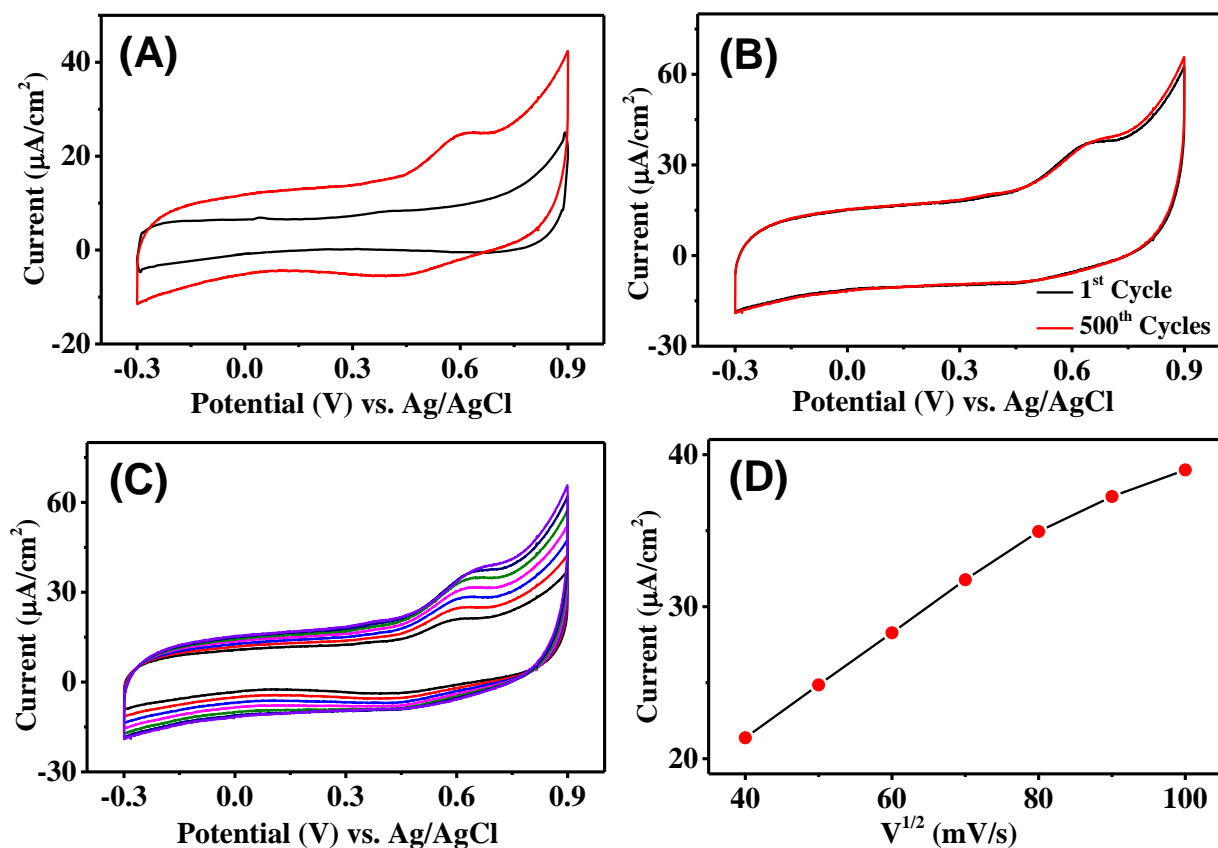 (A)
40
20
0
-20
-0.3 0.0 0.3 0.6 0.9
Current (µA/cm²)
Potential (V) vs. Ag/AgCl
(B)
60
30
0
-30
-0.3 0.0 0.3 0.6 0.9
Current (µA/cm²)
Potential (V) vs. Ag/AgCl
1st Cycle
500th Cycles
(C)
60
30
0
-30
-0.3 0.0 0.3 0.6 0.9
Current (µA/cm²)
Potential (V) vs. Ag/AgCl
(D)
40
30
20
40 60 80 100
Current (µA/cm²)
V1/2 (mV/s)